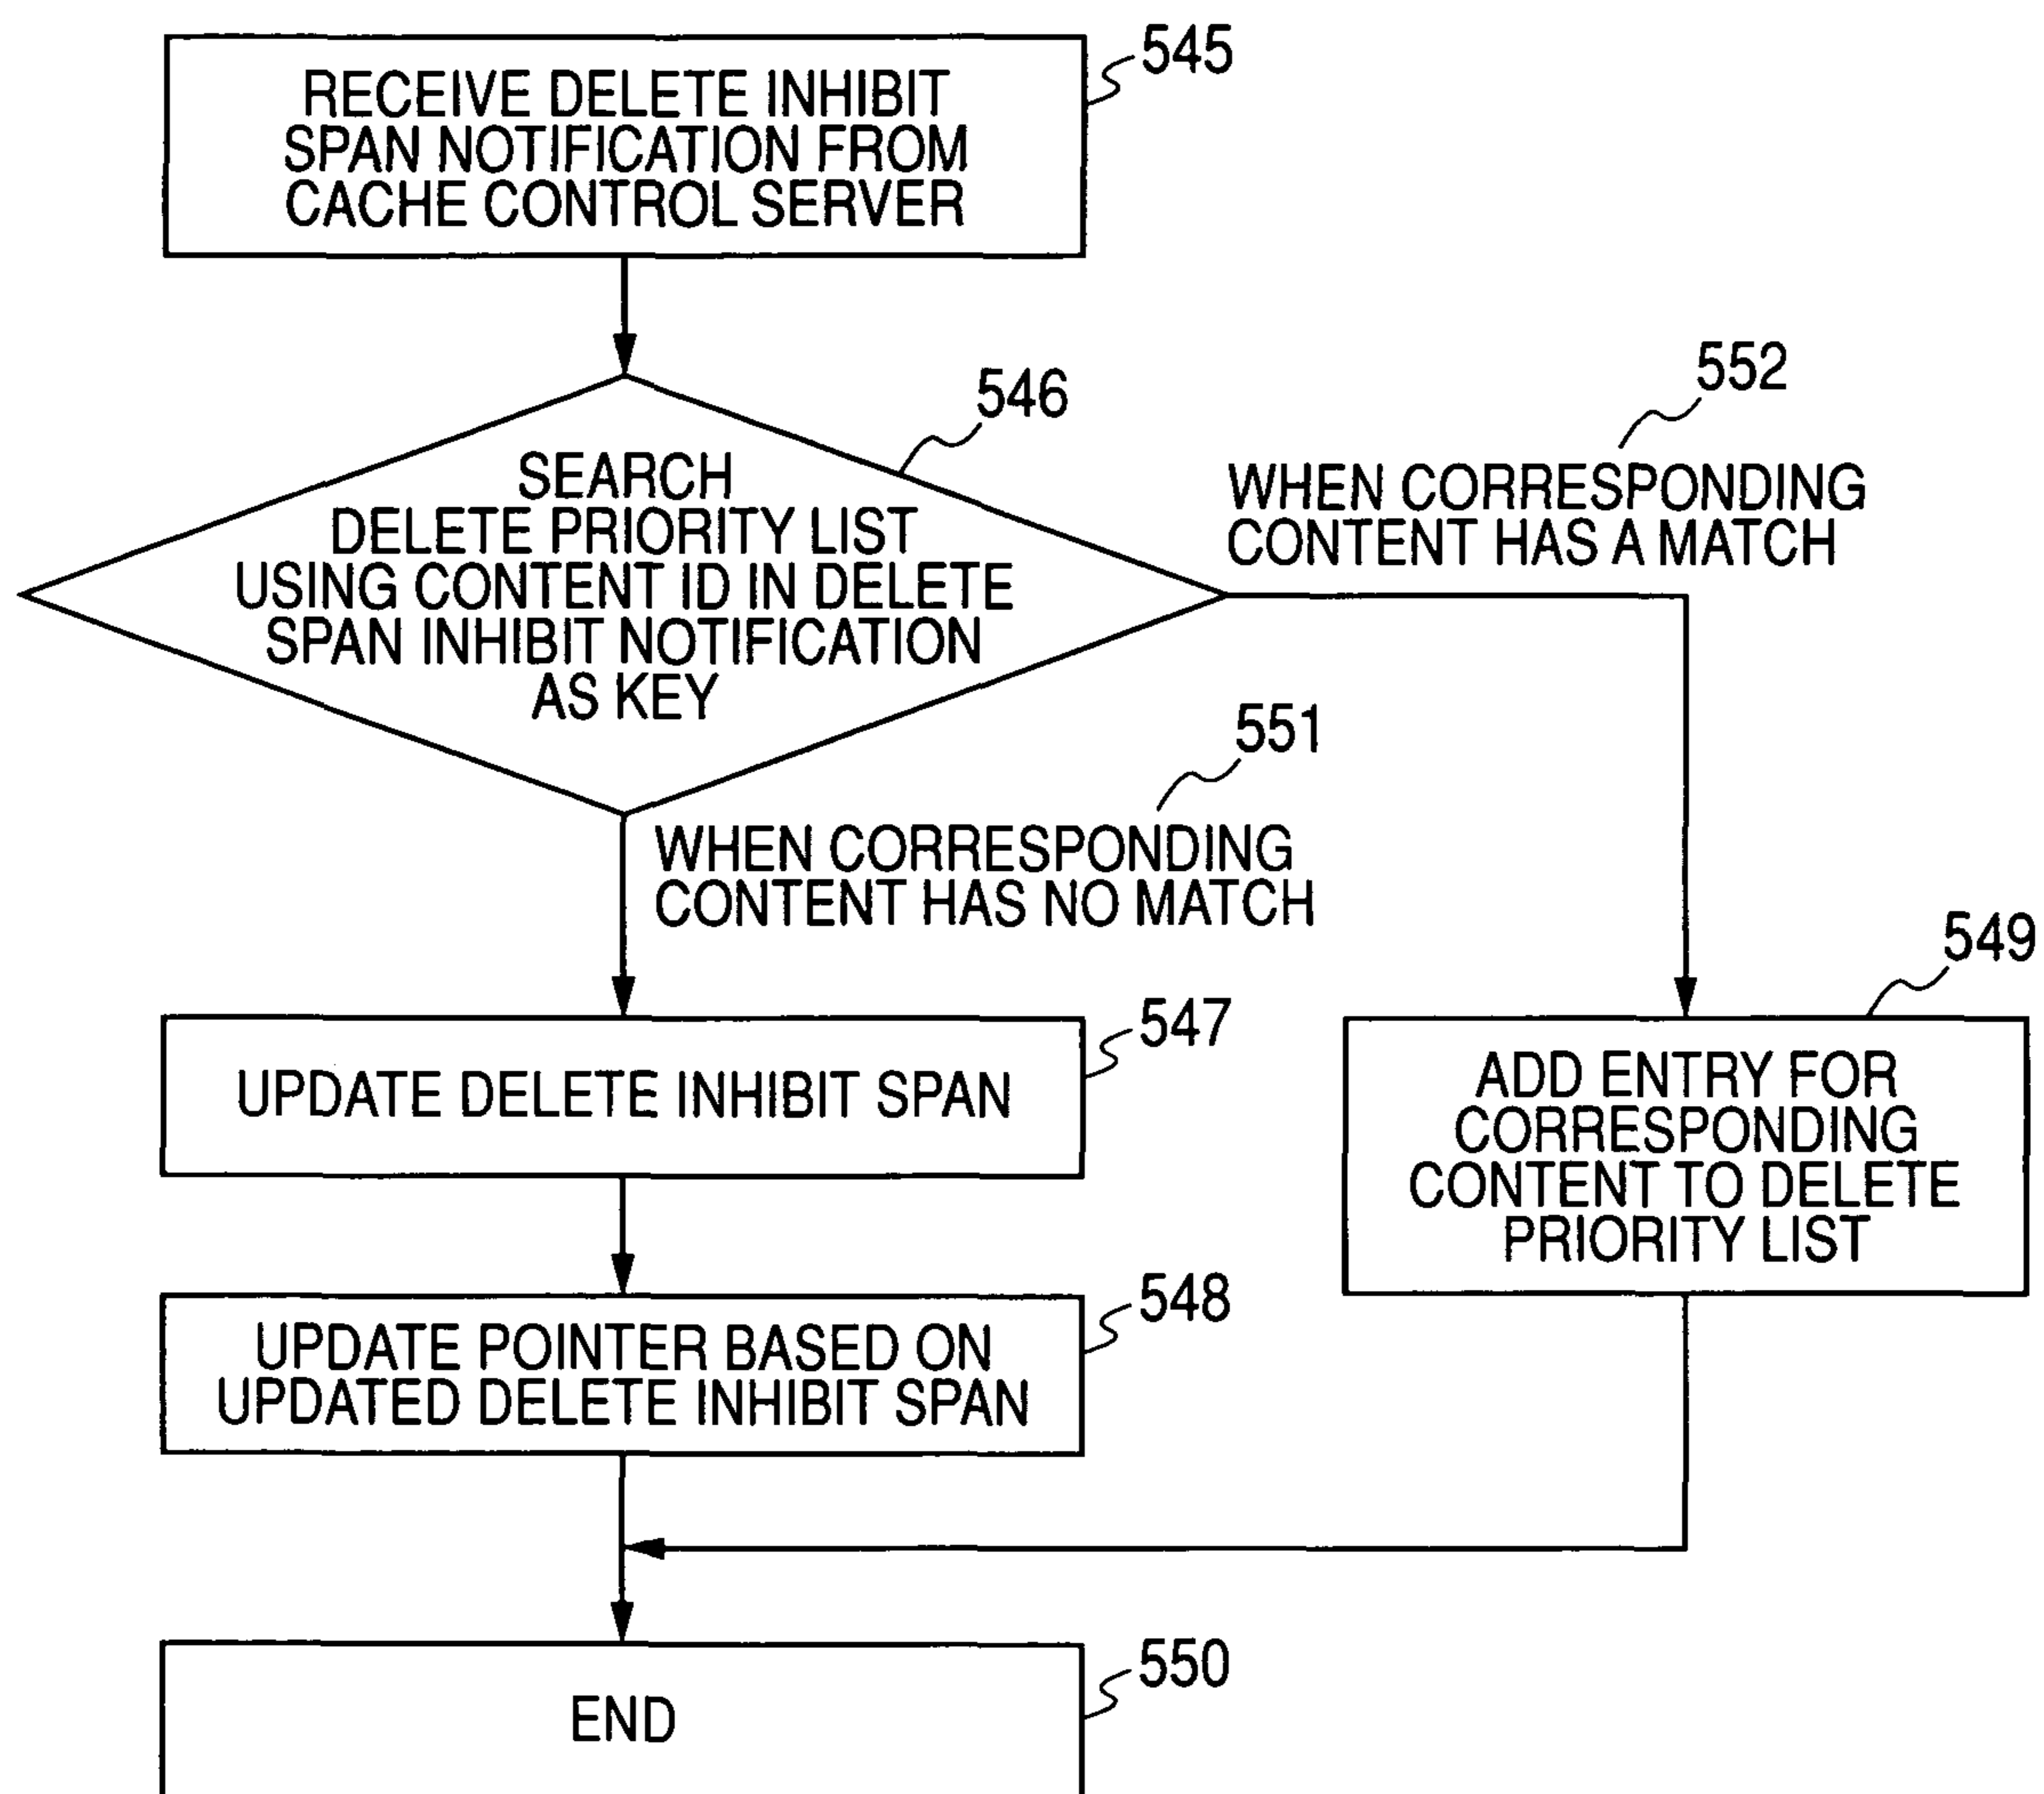 545
RECEIVE DELETE INHIBIT
SPAN NOTIFICATION FROM
CACHE CONTROL SERVER
546
SEARCH
DELETE PRIORITY LIST
USING CONTENT ID IN DELETE
SPAN INHIBIT NOTIFICATION
AS KEY
552
WHEN CORRESPONDING
CONTENT HAS A MATCH
551
WHEN CORRESPONDING
CONTENT HAS NO MATCH
547
UPDATE DELETE INHIBIT SPAN
549
ADD ENTRY FOR
CORRESPONDING
CONTENT TO DELETE
PRIORITY LIST
548
UPDATE POINTER BASED ON
UPDATED DELETE INHIBIT SPAN
550
END